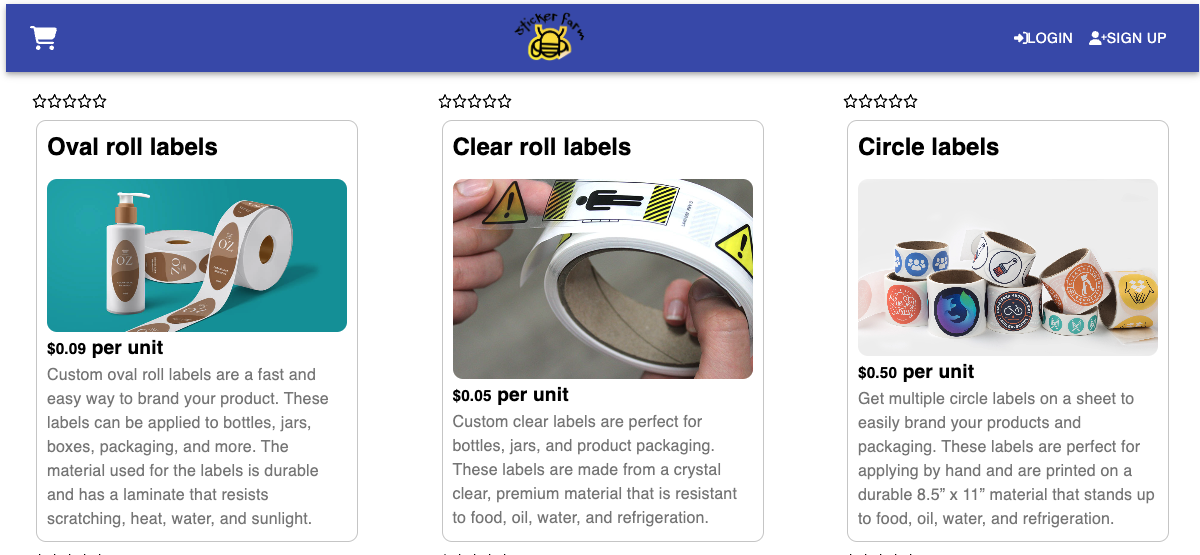 Sticker Farm
LOGIN
SIGN UP
Oval roll labels
OZ
OZ
OZ
$0.09 per unit
Custom oval roll labels are a fast and
easy way to brand your product. These
labels can be applied to bottles, jars,
boxes, packaging, and more. The
material used for the labels is durable
and has a laminate that resists
scratching, heat, water, and sunlight.
Clear roll labels
$0.05 per unit
Custom clear labels are perfect for
bottles, jars, and product packaging.
These labels are made from a crystal
clear, premium material that is resistant
to food, oil, water, and refrigeration.
Circle labels
$0.50 per unit
Get multiple circle labels on a sheet to
easily brand your products and
packaging. These labels are perfect for
applying by hand and are printed on a
durable 8.5” x 11” material that stands up
to food, oil, water, and refrigeration.